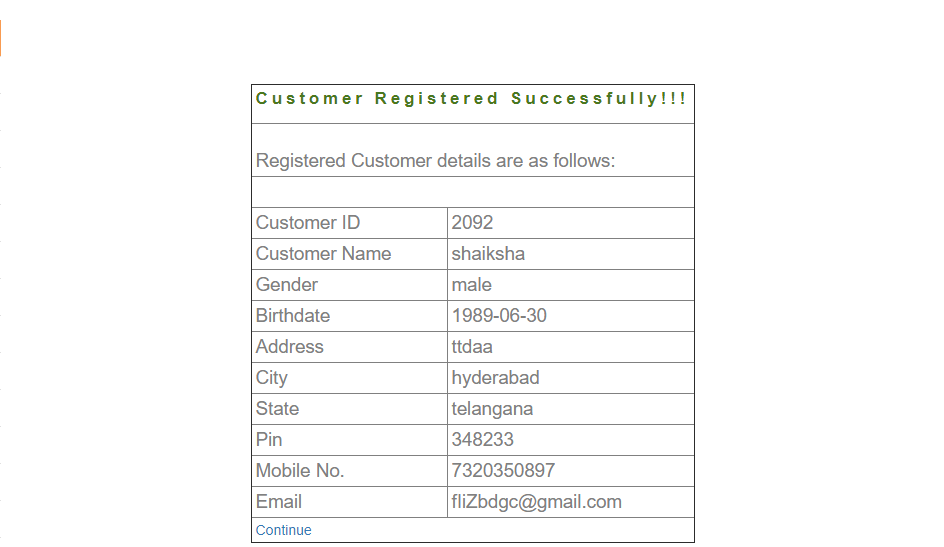 Customer Registered Successfully!!!
Registered Customer details are as follows:
Customer ID 2092
Customer Name shaiksha
Gender male
Birthdate 1989-06-30
Address ttdaa
City hyderabad
State telangana
Pin 348233
Mobile No. 7320350897
Email fliZbdgc@gmail.com
Continue